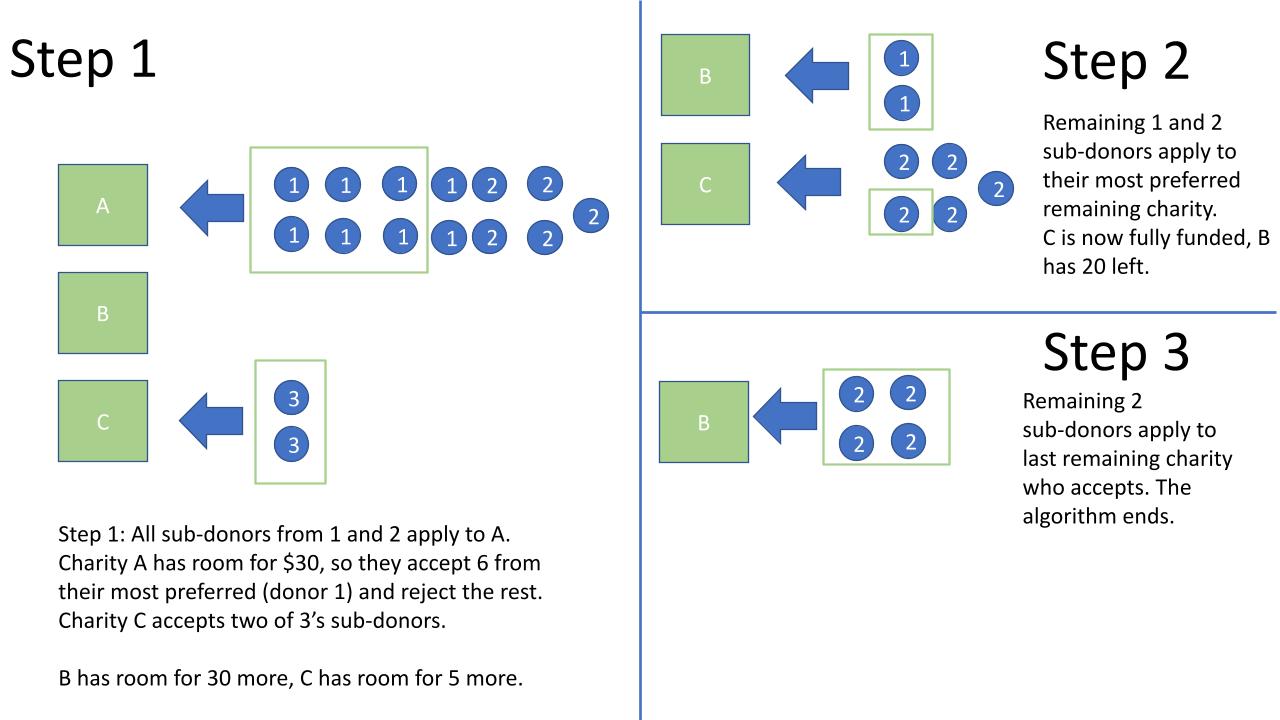 Step 1
A
1 1 1 1 2 2
2
1 1 1 1 2 2
B
C
3
3
Step 1: All sub-donors from 1 and 2 apply to A.
Charity A has room for $30, so they accept 6 from
their most preferred (donor 1) and reject the rest.
Charity C accepts two of 3’s sub-donors.
B has room for 30 more, C has room for 5 more.
Step 2
B
1
1
C
2 2
2
2 2
Remaining 1 and 2
sub-donors apply to
their most preferred
remaining charity.
C is now fully funded, B
has 20 left.
Step 3
B
2 2
2 2
Remaining 2
sub-donors apply to
last remaining charity
who accepts. The
algorithm ends.